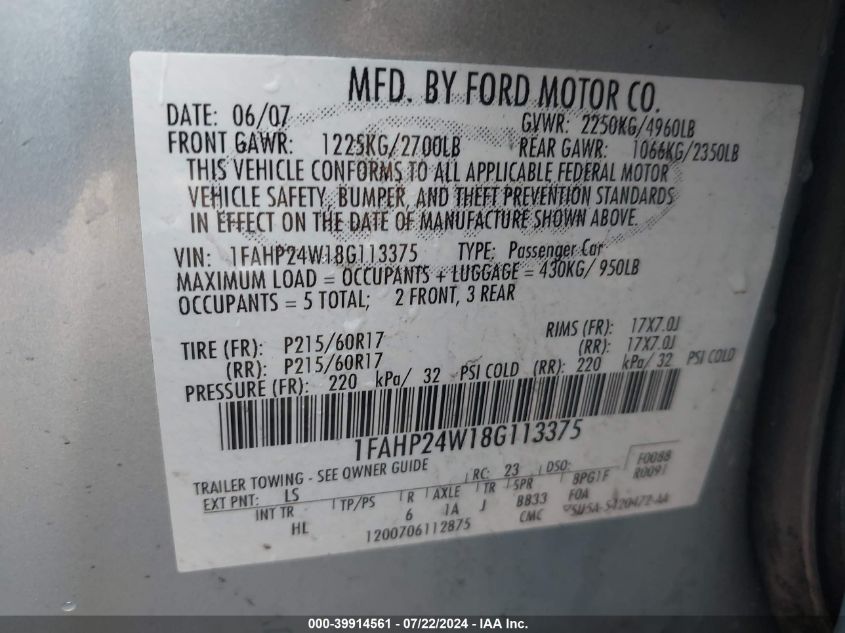 MFD. BY FORD MOTOR CO.
DATE: 06/07 GVWR: 2250KG/4960LB
FRONT GAWR: 1225KG/2700LB REAR GAWR: 1066KG/2350LB
THIS VEHICLE CONFORMS TO ALL APPLICABLE FEDERAL MOTOR
VEHICLE SAFETY, BUMPER, AND THEFT PREVENTION STANDARDS
IN EFFECT ON THE DATE OF MANUFACTURE SHOWN ABOVE.
VIN: 1FAHP24W18G113375 TYPE: Passenger Car
MAXIMUM LOAD = OCCUPANTS + LUGGAGE = 430KG/ 950LB
OCCUPANTS = 5 TOTAL; 2 FRONT, 3 REAR
TIRE (FR): P215/60R17 RIMS (FR): 17X7.0J
(RR): P215/60R17 (RR): 17X7.0J
PRESSURE (FR): 220 kPa/ 32 PSI COLD (RR): 220 kPa/ 32 PSI COLD
1FAHP24W18G113375
TRAILER TOWING - SEE OWNER GUIDE F0088
EXT PNT: LS RC: 23 DSO: R0091
INT TR TP/PS R AXLE TR SPR BPG1F
HL 6 1A J BB33 FOA
1200706112875 CMC
000-39914561 - 07/22/2024 - IAA Inc.